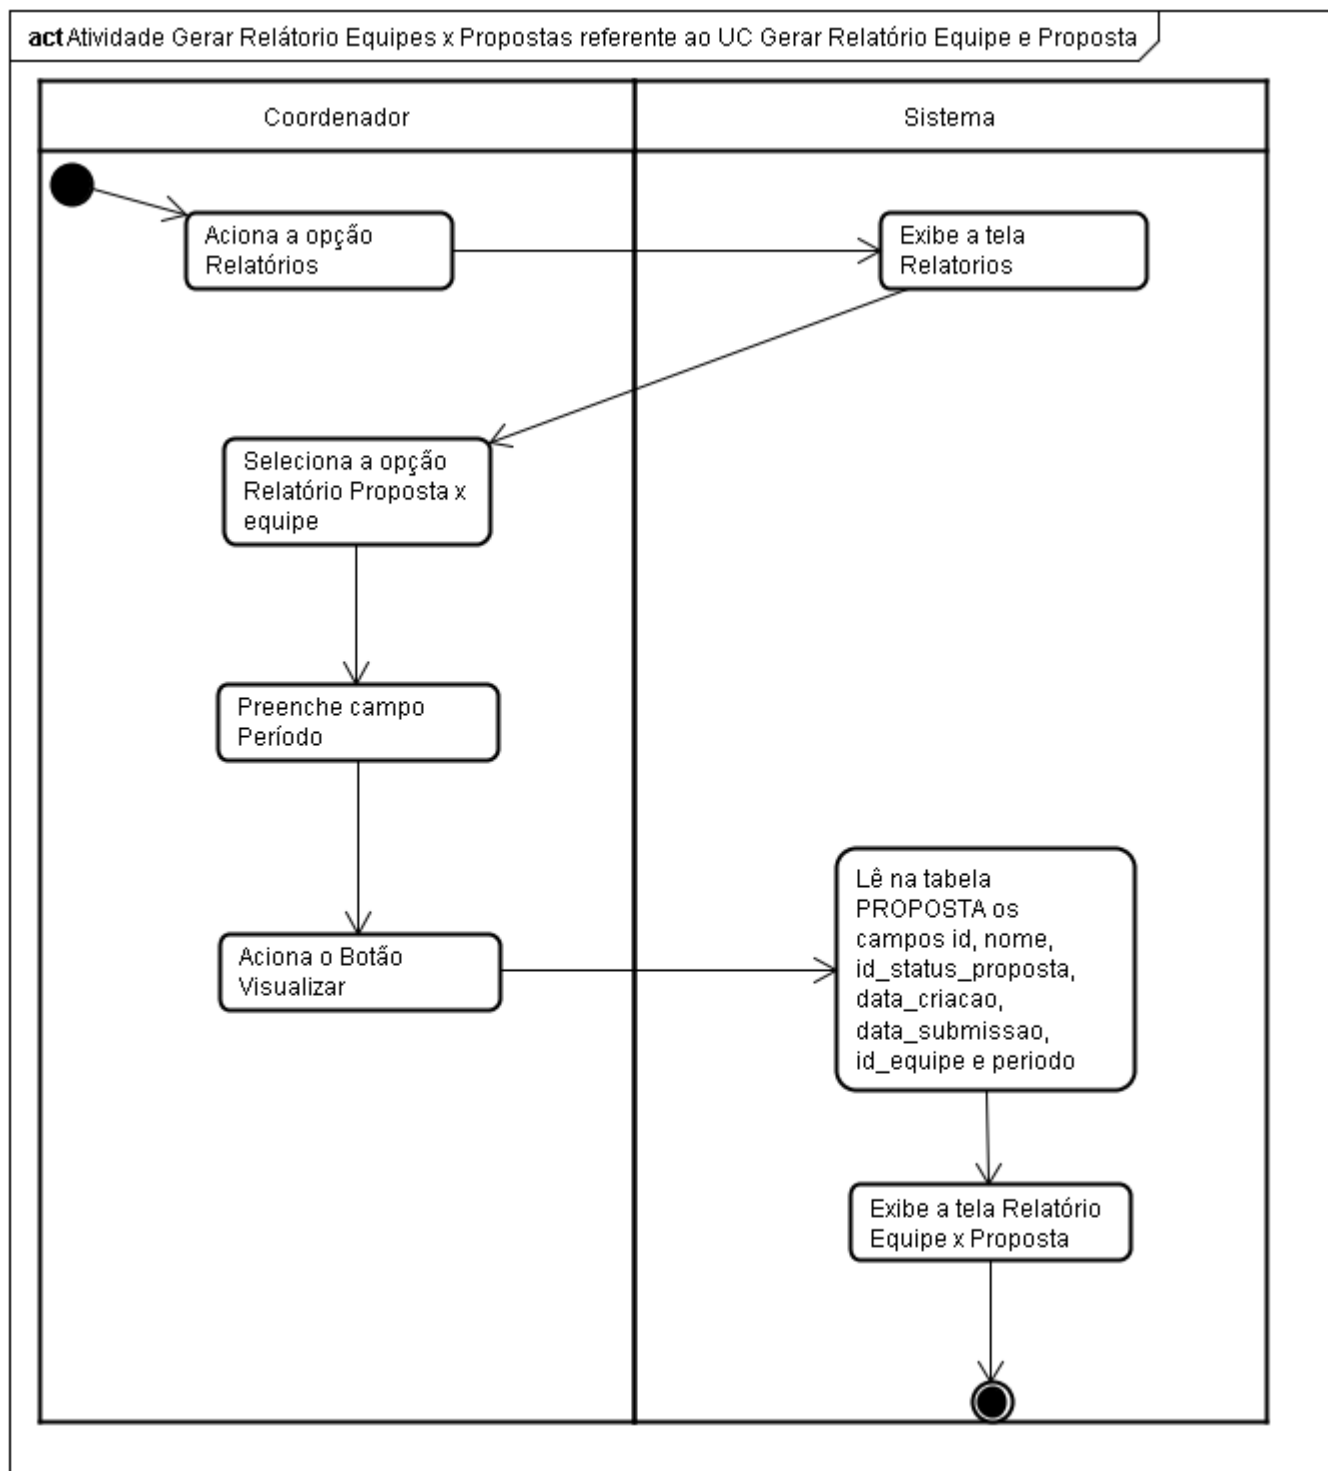 act Atividade Gerar Relátorio Equipes x Propostas referente ao UC Gerar Relatório Equipe e Proposta
Coordenador
Sistema
Aciona a opção
Relatórios
Exibe a tela
Relatorios
Seleciona a opção
Relatório Proposta x
equipe
Preenche campo
Período
Aciona o Botão
Visualizar
Lê na tabela
PROPOSTA os
campos id, nome,
id_status_proposta,
data_criacao,
data_submissao,
id_equipe e periodo
Exibe a tela Relatório
Equipe x Proposta